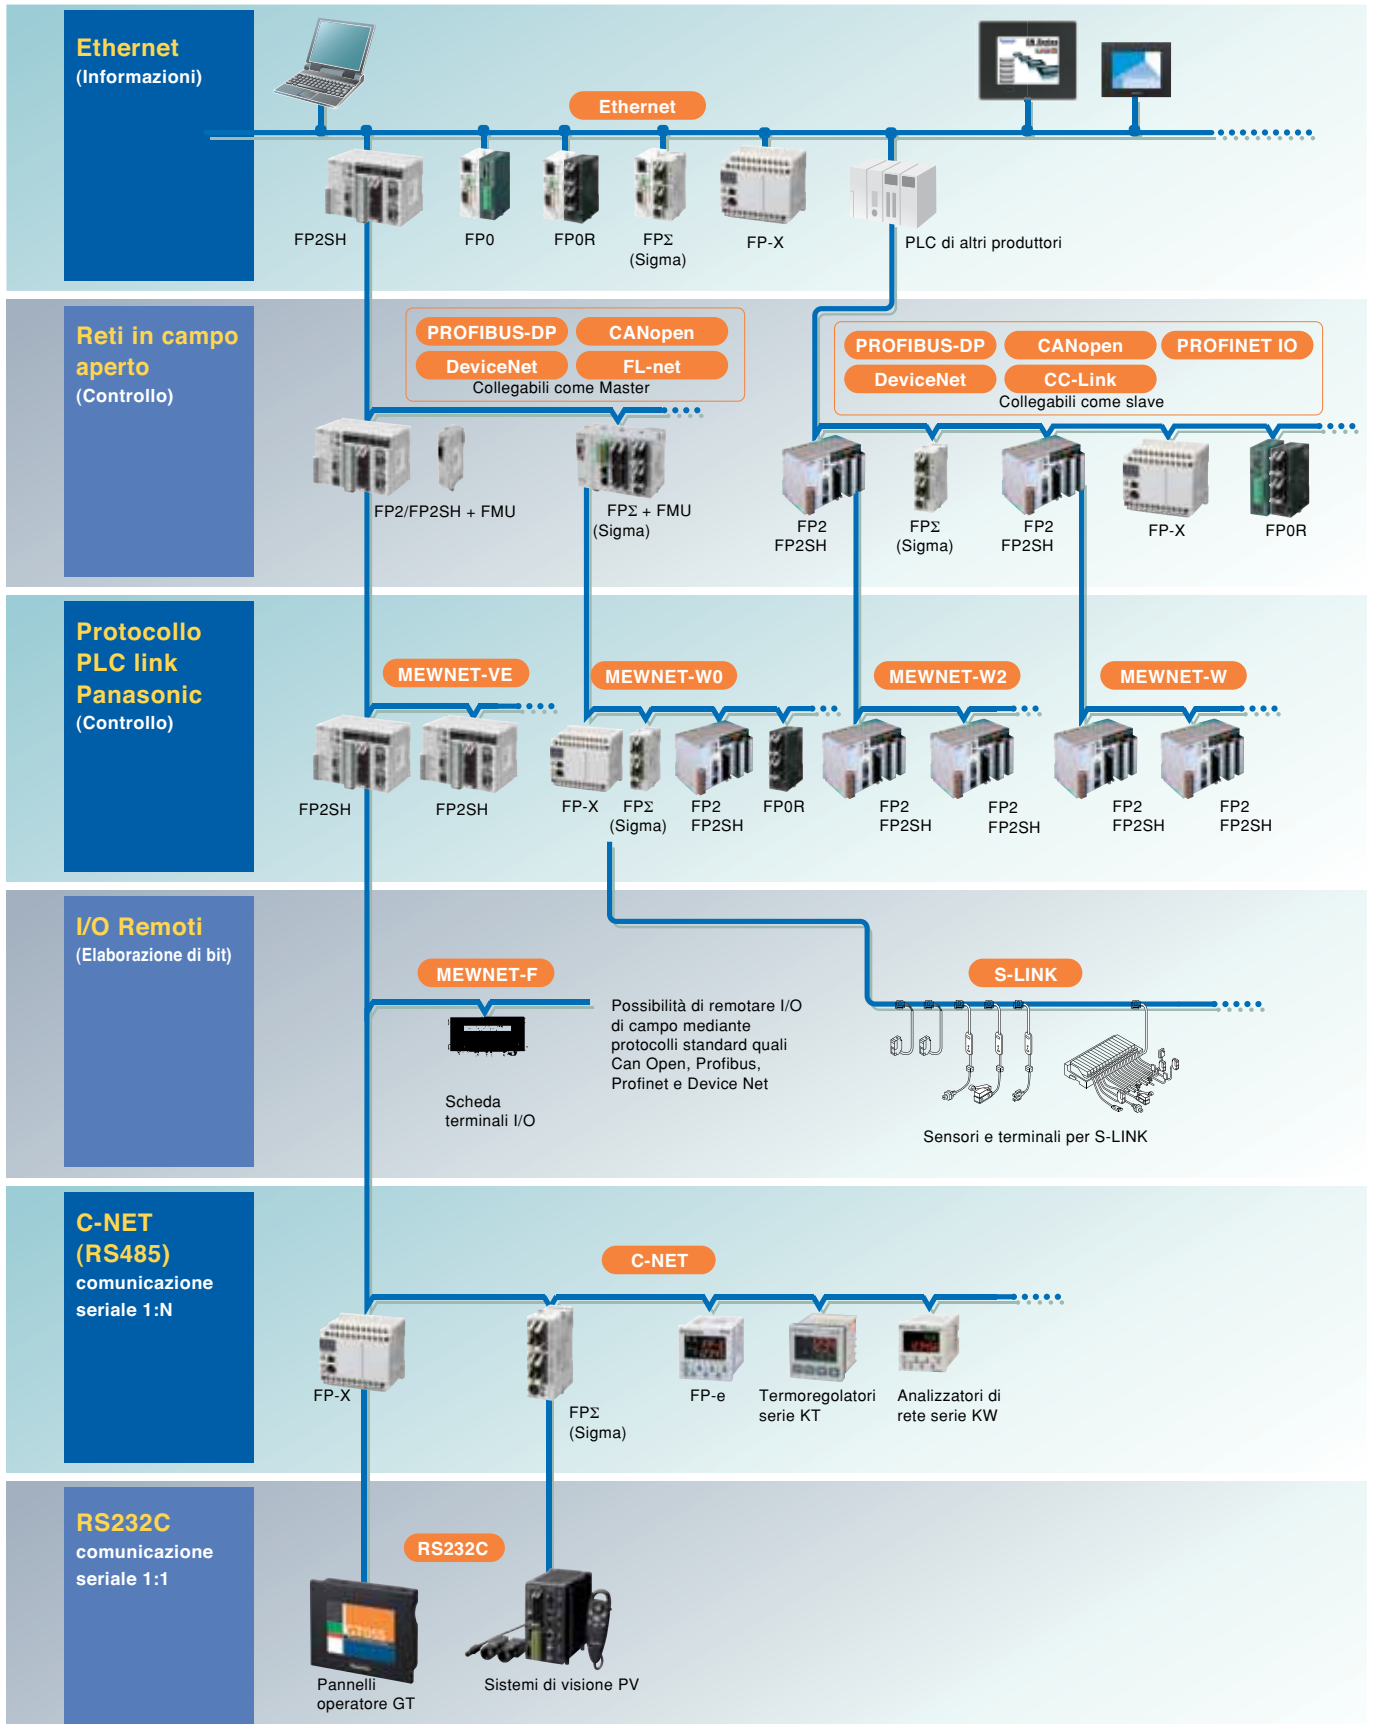 Ethernet
(Informazioni)
Ethernet
FP2SH
FP0
FP0R
FPΣ
(Sigma)
FP-X
PLC di altri produttori
Reti in campo
aperto
(Controllo)
PROFIBUS-DP
CANopen
DeviceNet
FL-net
Collegabili come Master
PROFIBUS-DP
CANopen
PROFINET IO
DeviceNet
CC-Link
Collegabili come slave
FP2/FP2SH + FMU
FPΣ + FMU
(Sigma)
FP2
FP2SH
FPΣ
(Sigma)
FP2
FP2SH
FP-X
FP0R
Protocollo
PLC link
Panasonic
(Controllo)
MEWNET-VE
MEWNET-W0
MEWNET-W2
MEWNET-W
FP2SH
FP2SH
FP-X
FPΣ
(Sigma)
FP2
FP2SH
FP0R
FP2
FP2SH
FP2
FP2SH
FP2
FP2SH
FP2
FP2SH
I/O Remoti
(Elaborazione di bit)
MEWNET-F
S-LINK
Possibilità di remotare I/O
di campo mediante
protocolli standard quali
Can Open, Profibus,
Profinet e Device Net
Scheda
terminali I/O
Sensori e terminali per S-LINK
C-NET
(RS485)
comunicazione
seriale 1:N
C-NET
FP-X
FPΣ
(Sigma)
FP-e
Termoregolatori
serie KT
Analizzatori di
rete serie KW
RS232C
comunicazione
seriale 1:1
RS232C
Pannelli
operatore GT
Sistemi di visione PV